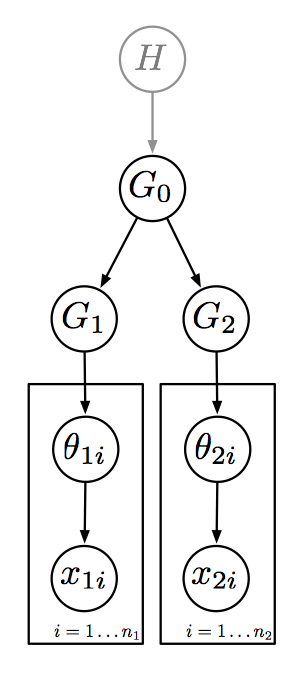 H
G₀
G₁ G₂
θ₁ᵢ θ₂ᵢ
x₁ᵢ x₂ᵢ
i = 1 … n₁ i = 1 … n₂